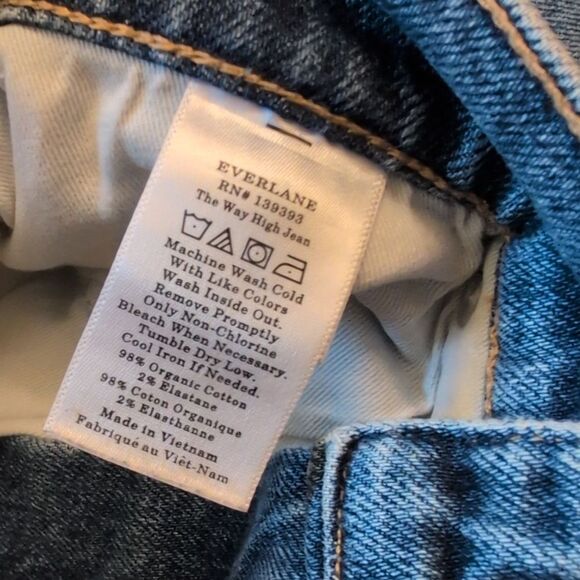 EVERLANE
RN# 139393
The Way High Jean
Machine Wash Cold
With Like Colors
Wash Inside Out.
Remove Promptly
Only Non-Chlorine
Bleach When Necessary.
Tumble Dry Low.
Cool Iron If Needed.
98% Organic Cotton
2% Elastane
98% Coton Organique
2% Elasthanne
Made in Vietnam
Fabriqué au Viêt-Nam